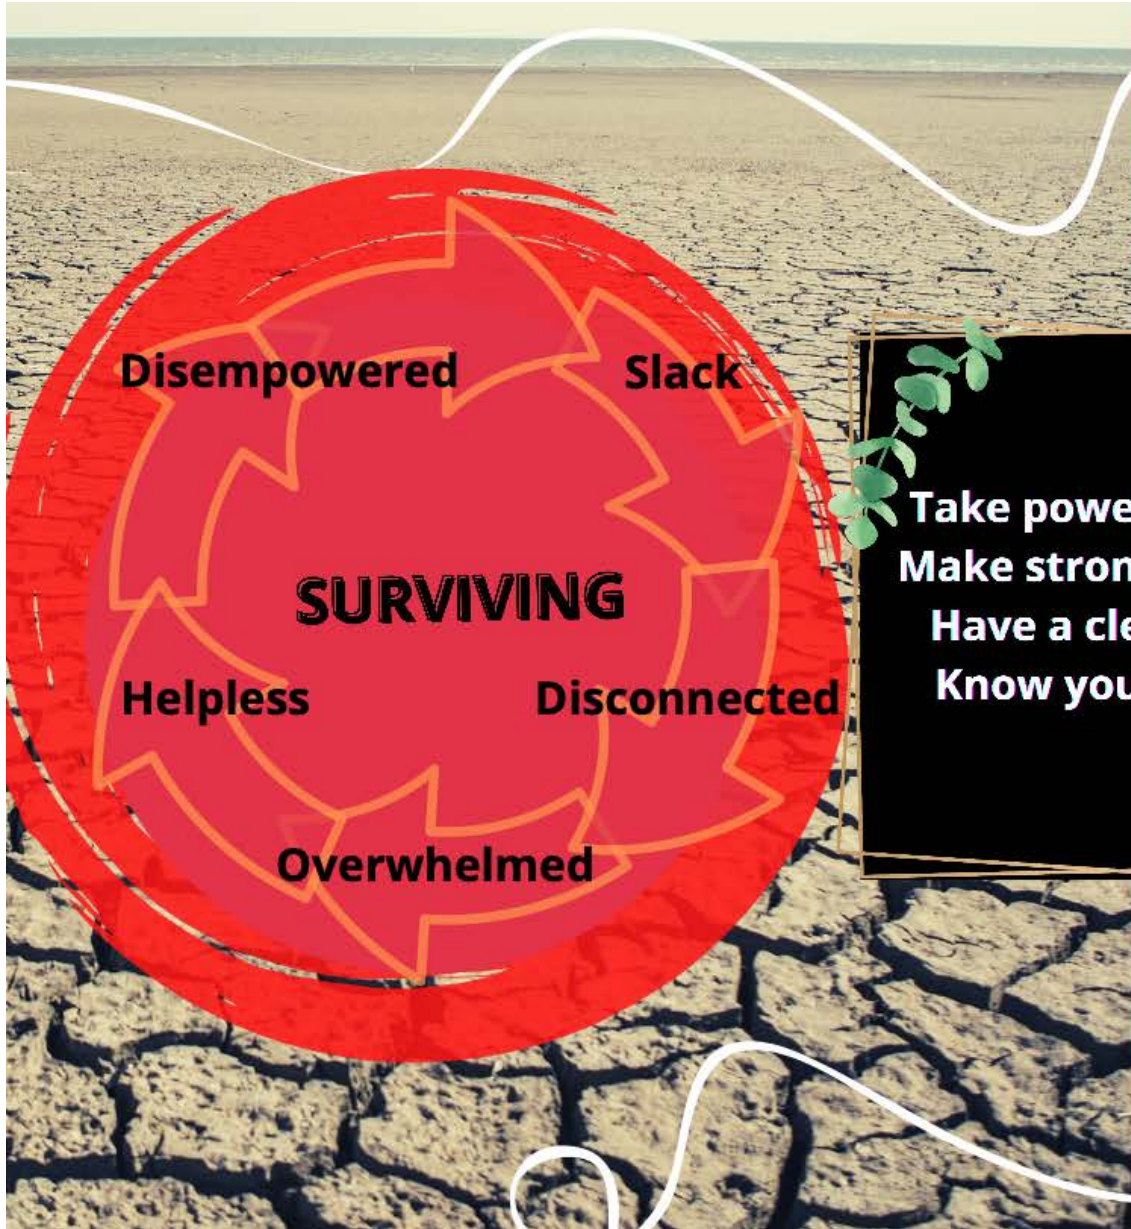 Disempowered
Slack
SURVIVING
Helpless
Disconnected
Overwhelmed
Take powe
Make stron
Have a cle
Know you